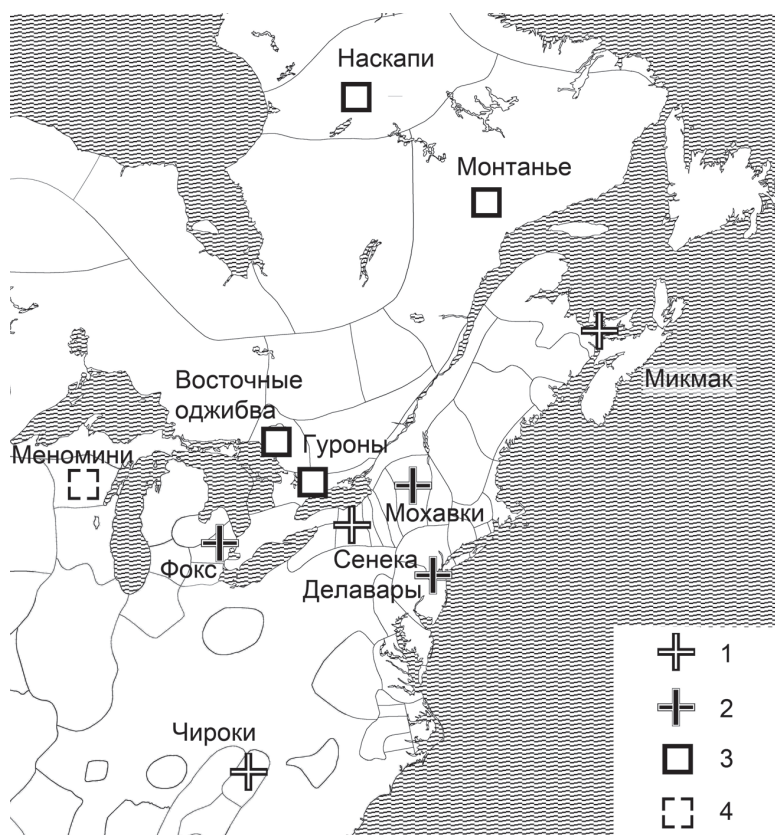 Наскапи
Монтанье
Микмак
Восточные
оджибва
Гуроны
Меномини
Мохавки
Фокс
Сенека
Делавары
Чироки
1
2
3
4